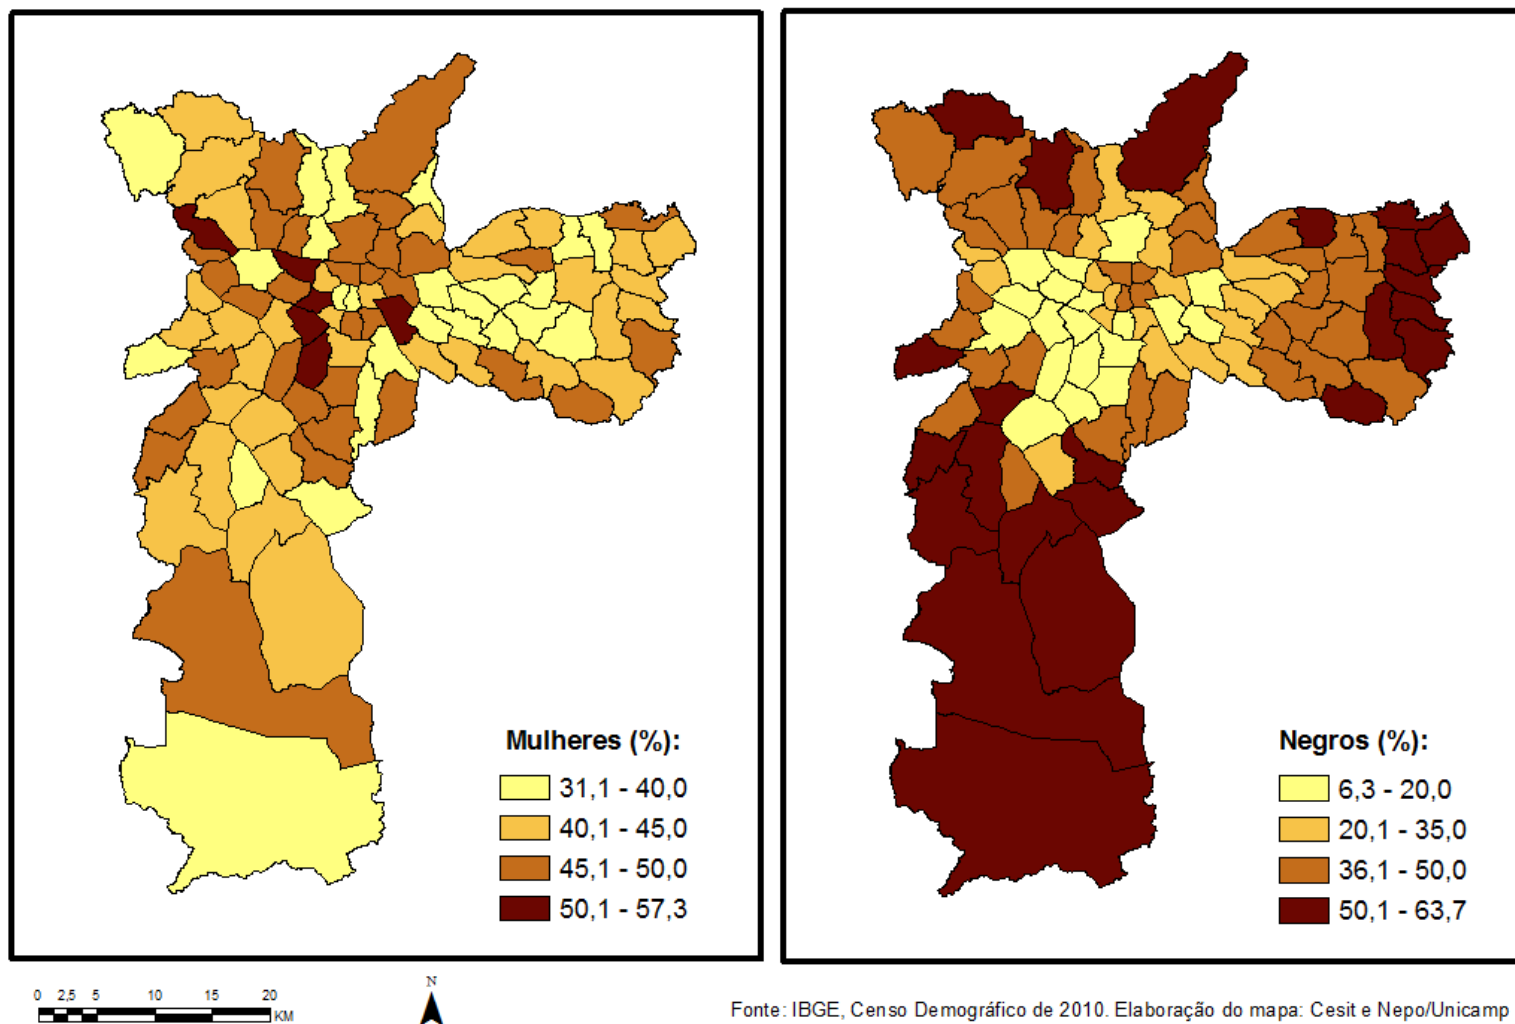 Mulheres (%):
31,1 - 40,0
40,1 - 45,0
45,1 - 50,0
50,1 - 57,3
Negros (%):
6,3 - 20,0
20,1 - 35,0
36,1 - 50,0
50,1 - 63,7
0 2,5 5 10 15 20
KM
N
Fonte: IBGE, Censo Demográfico de 2010. Elaboração do mapa: Cesit e Nepo/Unicamp